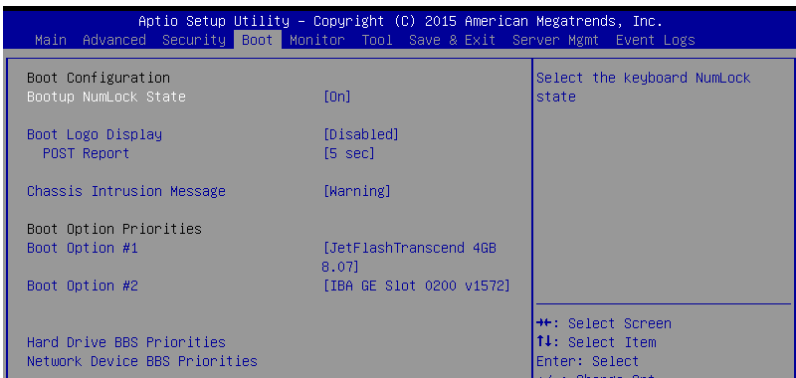 Aptio Setup Utility – Copyright (C) 2015 American Megatrends, Inc.
Main Advanced Security Boot Monitor Tool Save & Exit Server Mgmt Event Logs
Boot Configuration
Bootup NumLock State [On]
Boot Logo Display [Disabled]
POST Report [5 sec]
Chassis Intrusion Message [Warning]
Boot Option Priorities
Boot Option #1 [JetFlashTranscend 4GB
8.07]
Boot Option #2 [IBA GE Slot 0200 v1572]
Hard Drive BBS Priorities
Network Device BBS Priorities
Select the keyboard NumLock
state
→←: Select Screen
↑↓: Select Item
Enter: Select